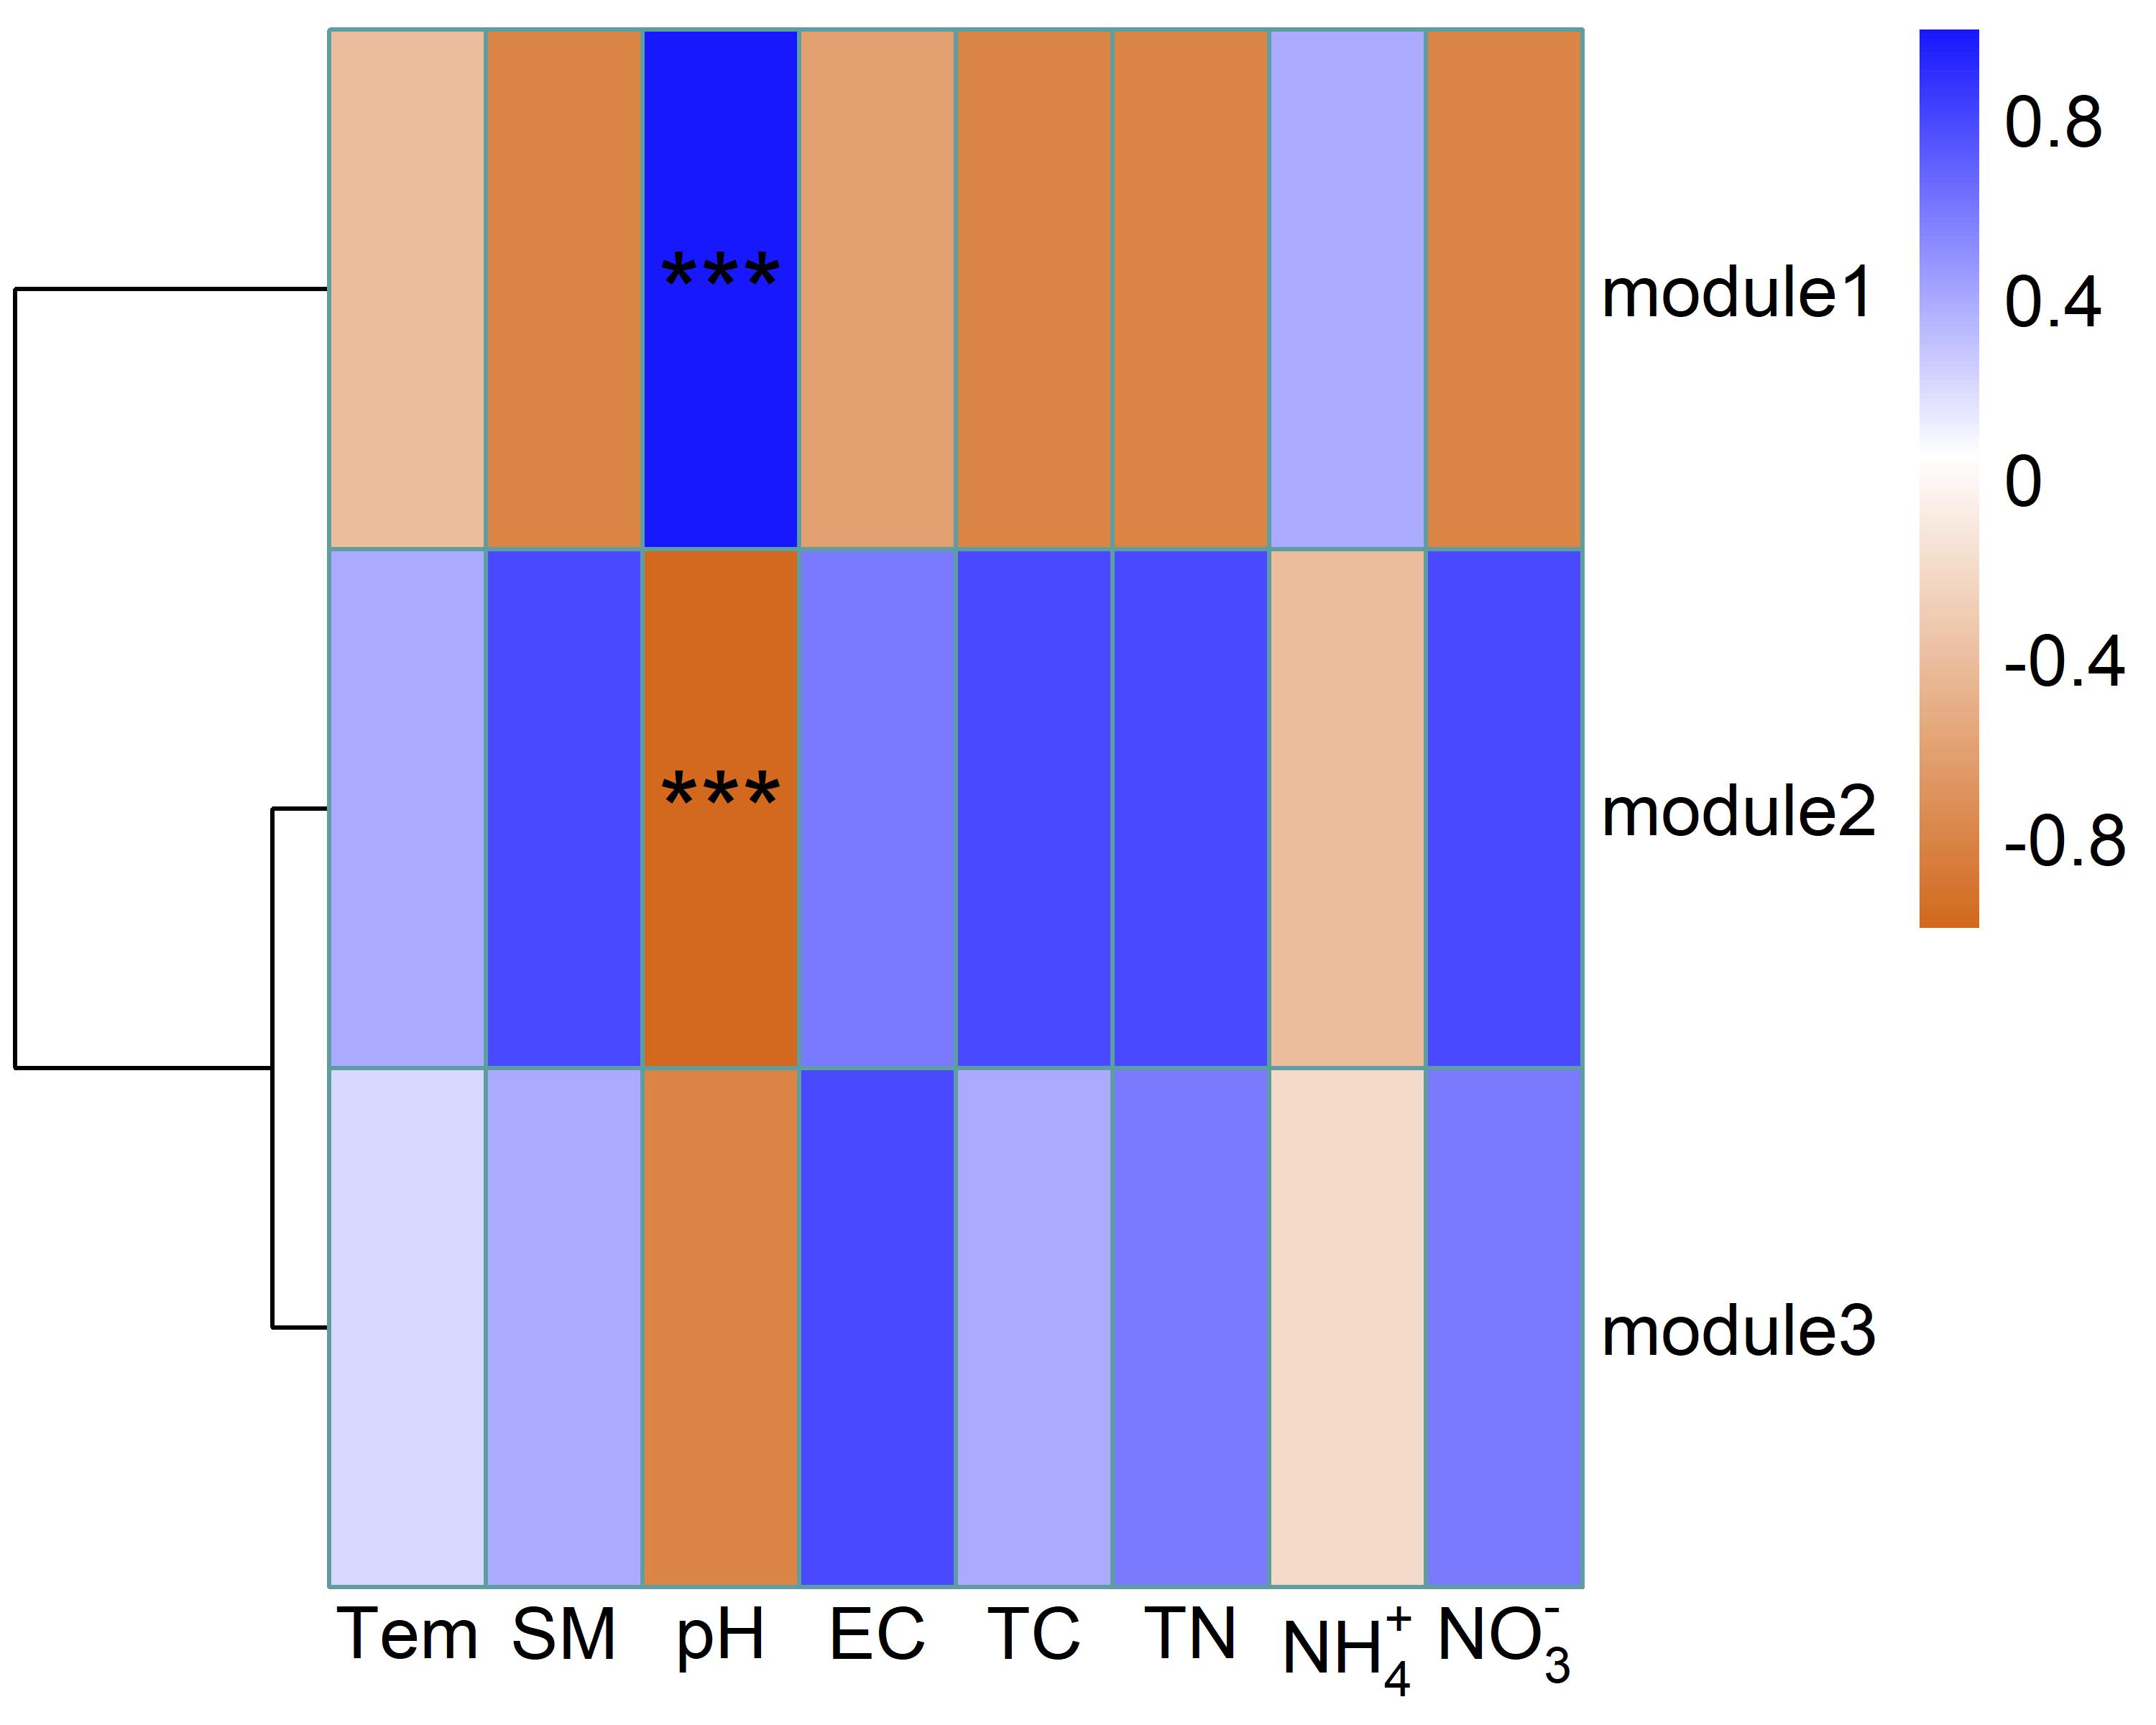 ***
module1
***
module2
module3
Tem SM pH EC TC TN NH₄⁺ NO₃⁻
0.8
0.4
0
-0.4
-0.8